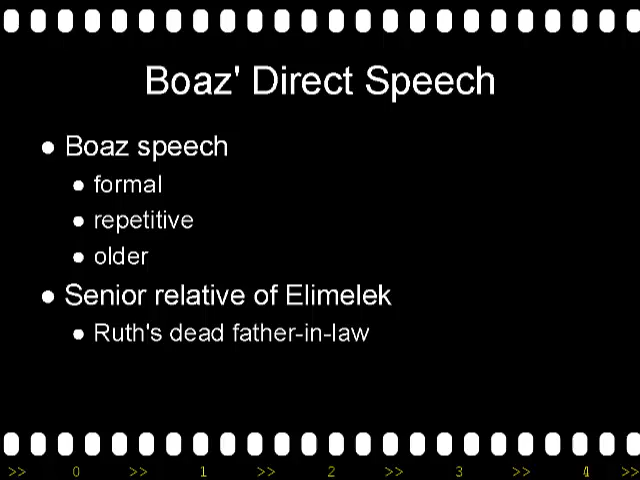 Boaz' Direct Speech
● Boaz speech
● formal
● repetitive
● older
● Senior relative of Elimelek
● Ruth's dead father-in-law
>> 0 >> 1 >> 2 >> 3 >> 4 >>